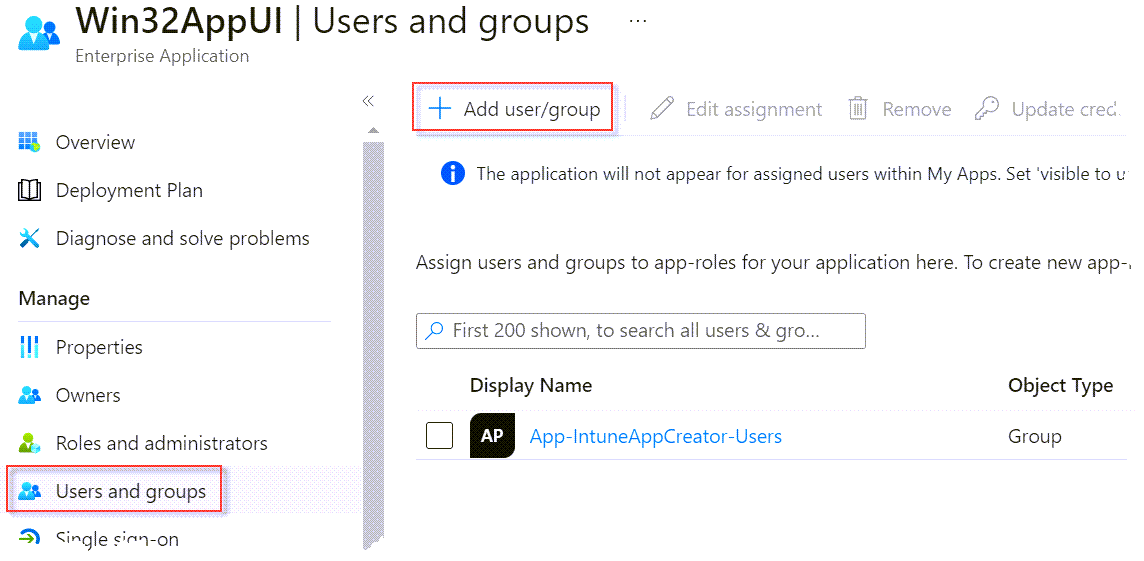 Win32AppUI | Users and groups ...
Enterprise Application
Overview
Deployment Plan
Diagnose and solve problems
Manage
Properties
Owners
Roles and administrators
Users and groups
Single sign-on
Add user/group Edit assignment Remove Update
The application will not appear for assigned users within My Apps. Set 'visible to
Assign users and groups to app-roles for your application here. To create new app-
First 200 shown, to search all users & gro...
Display Name Object Type
AP App-IntuneAppCreator-Users Group